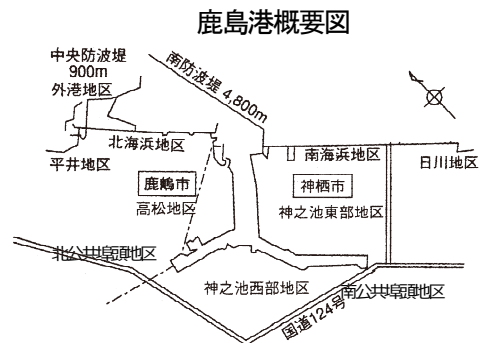 鹿島港概要図
中央防波堤
900m
外港地区
南防波堤 4,800m
北海浜地区
南海浜地区
平井地区
日川地区
鹿嶋市
高松地区
神栖市
神之池東部地区
北公共埠頭地区
神之池西部地区
南公共埠頭地区
国道124号